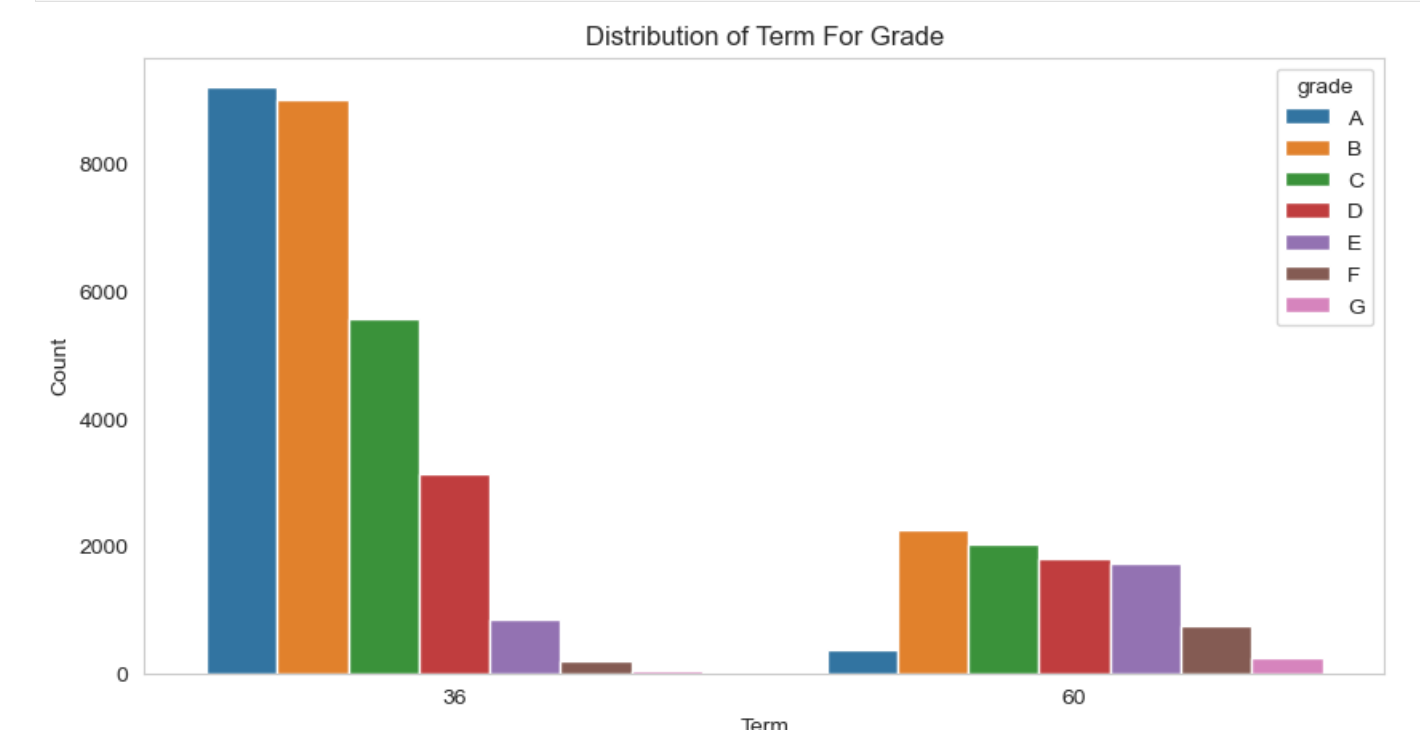 Distribution of Term For Grade
grade
A
B
C
D
E
F
G
8000
6000
4000
2000
0
Count
36
60
Term